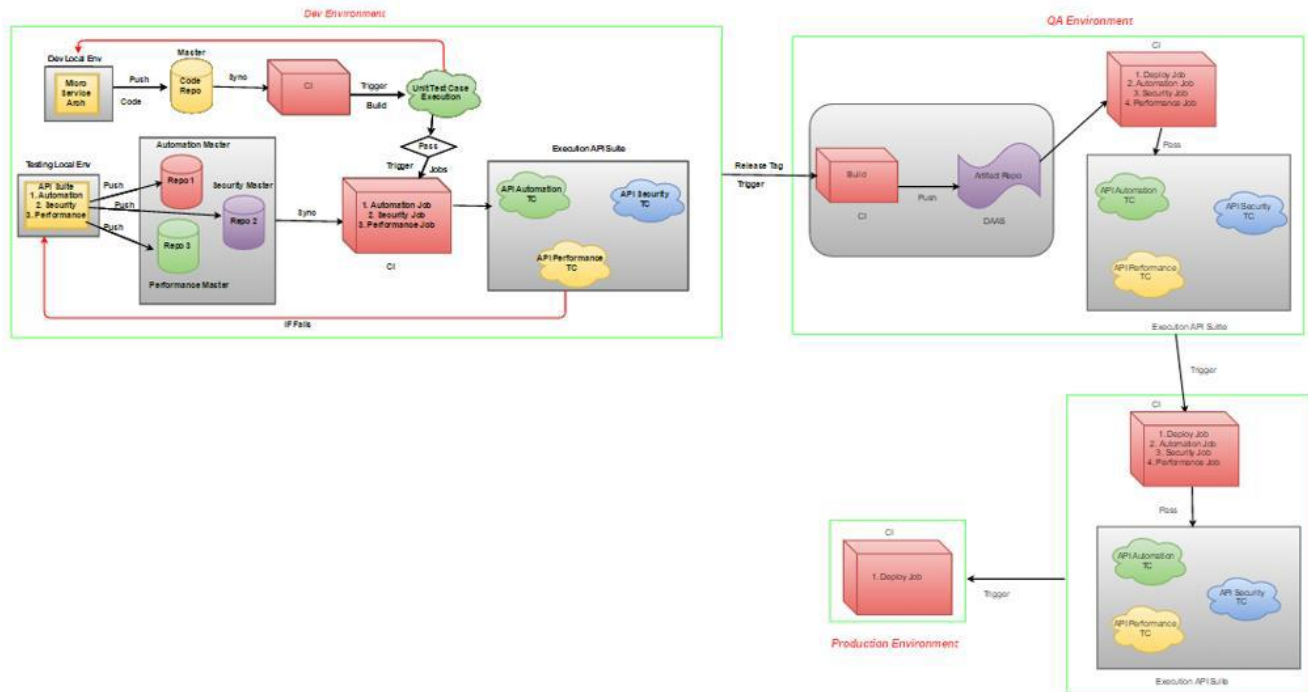 Dev Environment
Dev Local Env
Micro
Service
Arch
Push
Code
Master
Code
Repo
Sync
CI
Trigger
Build
Unit Test Case
Execution
Pass
Trigger
Jobs
Testing Local Env
API Suite
1. Automation
2. Security
3. Performance
Push
Push
Push
Automation Master
Repo 1
Security Master
Repo 2
Repo 3
Performance Master
Sync
1. Automation Job
2. Security Job
3. Performance Job
CI
Execution API Suite
API Automation
TC
API Security
TC
API Performance
TC
IF Fails
Release Tag
Trigger
QA Environment
Build
CI
Push
Artifact Repo
DAAS
CI
1. Deploy Job
2. Automation Job
3. Security Job
4. Performance Job
Pass
API Automation
TC
API Security
TC
API Performance
TC
Execution API Suite
Trigger
CI
1. Deploy Job
2. Automation Job
3. Security Job
4. Performance Job
Pass
API Automation
TC
API Security
TC
API Performance
TC
Execution API Suite
Trigger
CI
1. Deploy Job
Production Environment